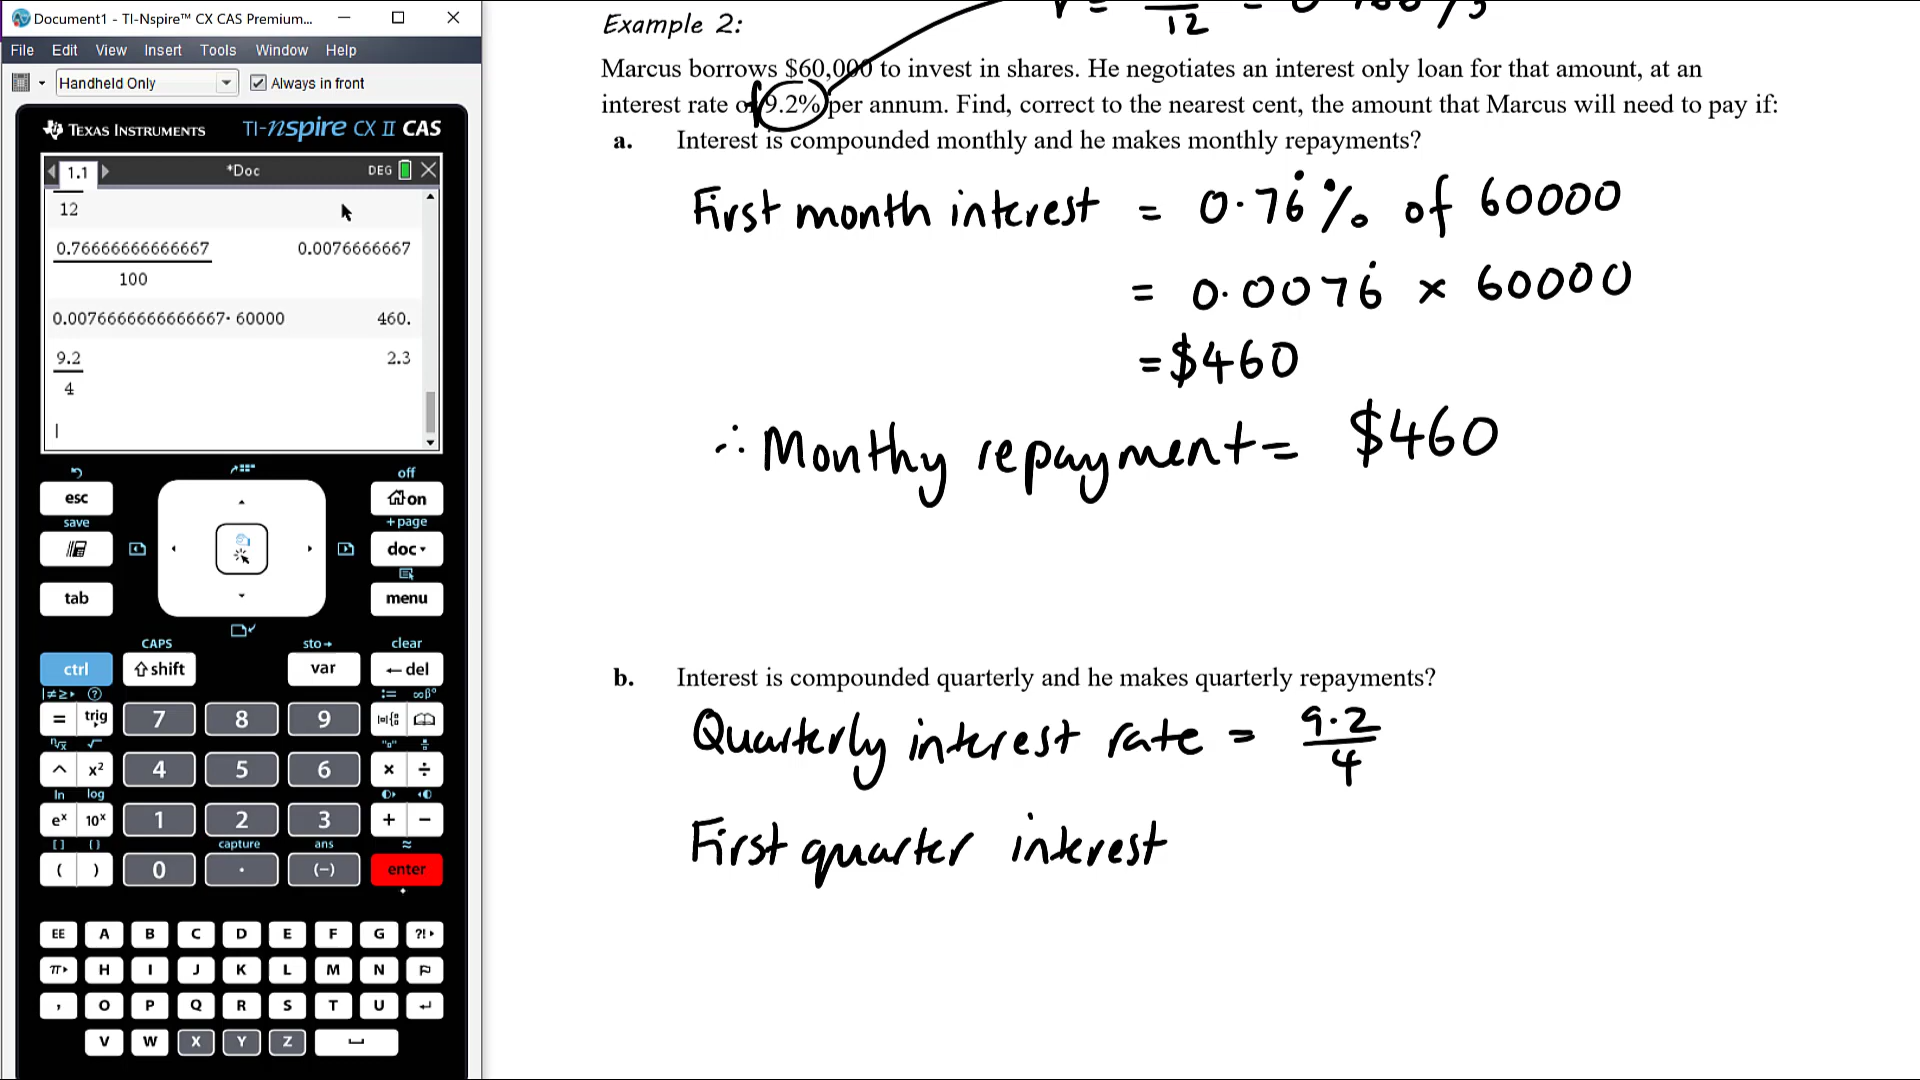 Document1 - TI-Nspire™ CX CAS Premium...
File Edit View Insert Tools Window Help
Handheld Only
Always in front
TEXAS INSTRUMENTS TI-nspire CX II CAS
1.1 *Doc DEG
12
0.76666666666667
100
0.0076666667
0.0076666666666667·60000 460.
9.2
4
2.3
esc
save
tab
off
on
+page
doc
menu
CAPS sto→ clear
ctrl shift var ←del
= trig 7 8 9
^ x² 4 5 6 × ÷
ln log
eˣ 10ˣ 1 2 3 + −
[] {} capture ans ≈
( ) 0 . (−) enter
EE A B C D E F G ?!▸
π▸ H I J K L M N
, O P Q R S T U
V W X Y Z
Example 2:
12
Marcus borrows $60,000 to invest in shares. He negotiates an interest only loan for that amount, at an
interest rate of 9.2% per annum. Find, correct to the nearest cent, the amount that Marcus will need to pay if:
a. Interest is compounded monthly and he makes monthly repayments?
First month interest = 0.76̇% of 60000
= 0.0076̇ × 60000
= $460
∴ Monthy repayment = $460
b. Interest is compounded quarterly and he makes quarterly repayments?
Quarterly interest rate = 9.2
4
First quarter interest